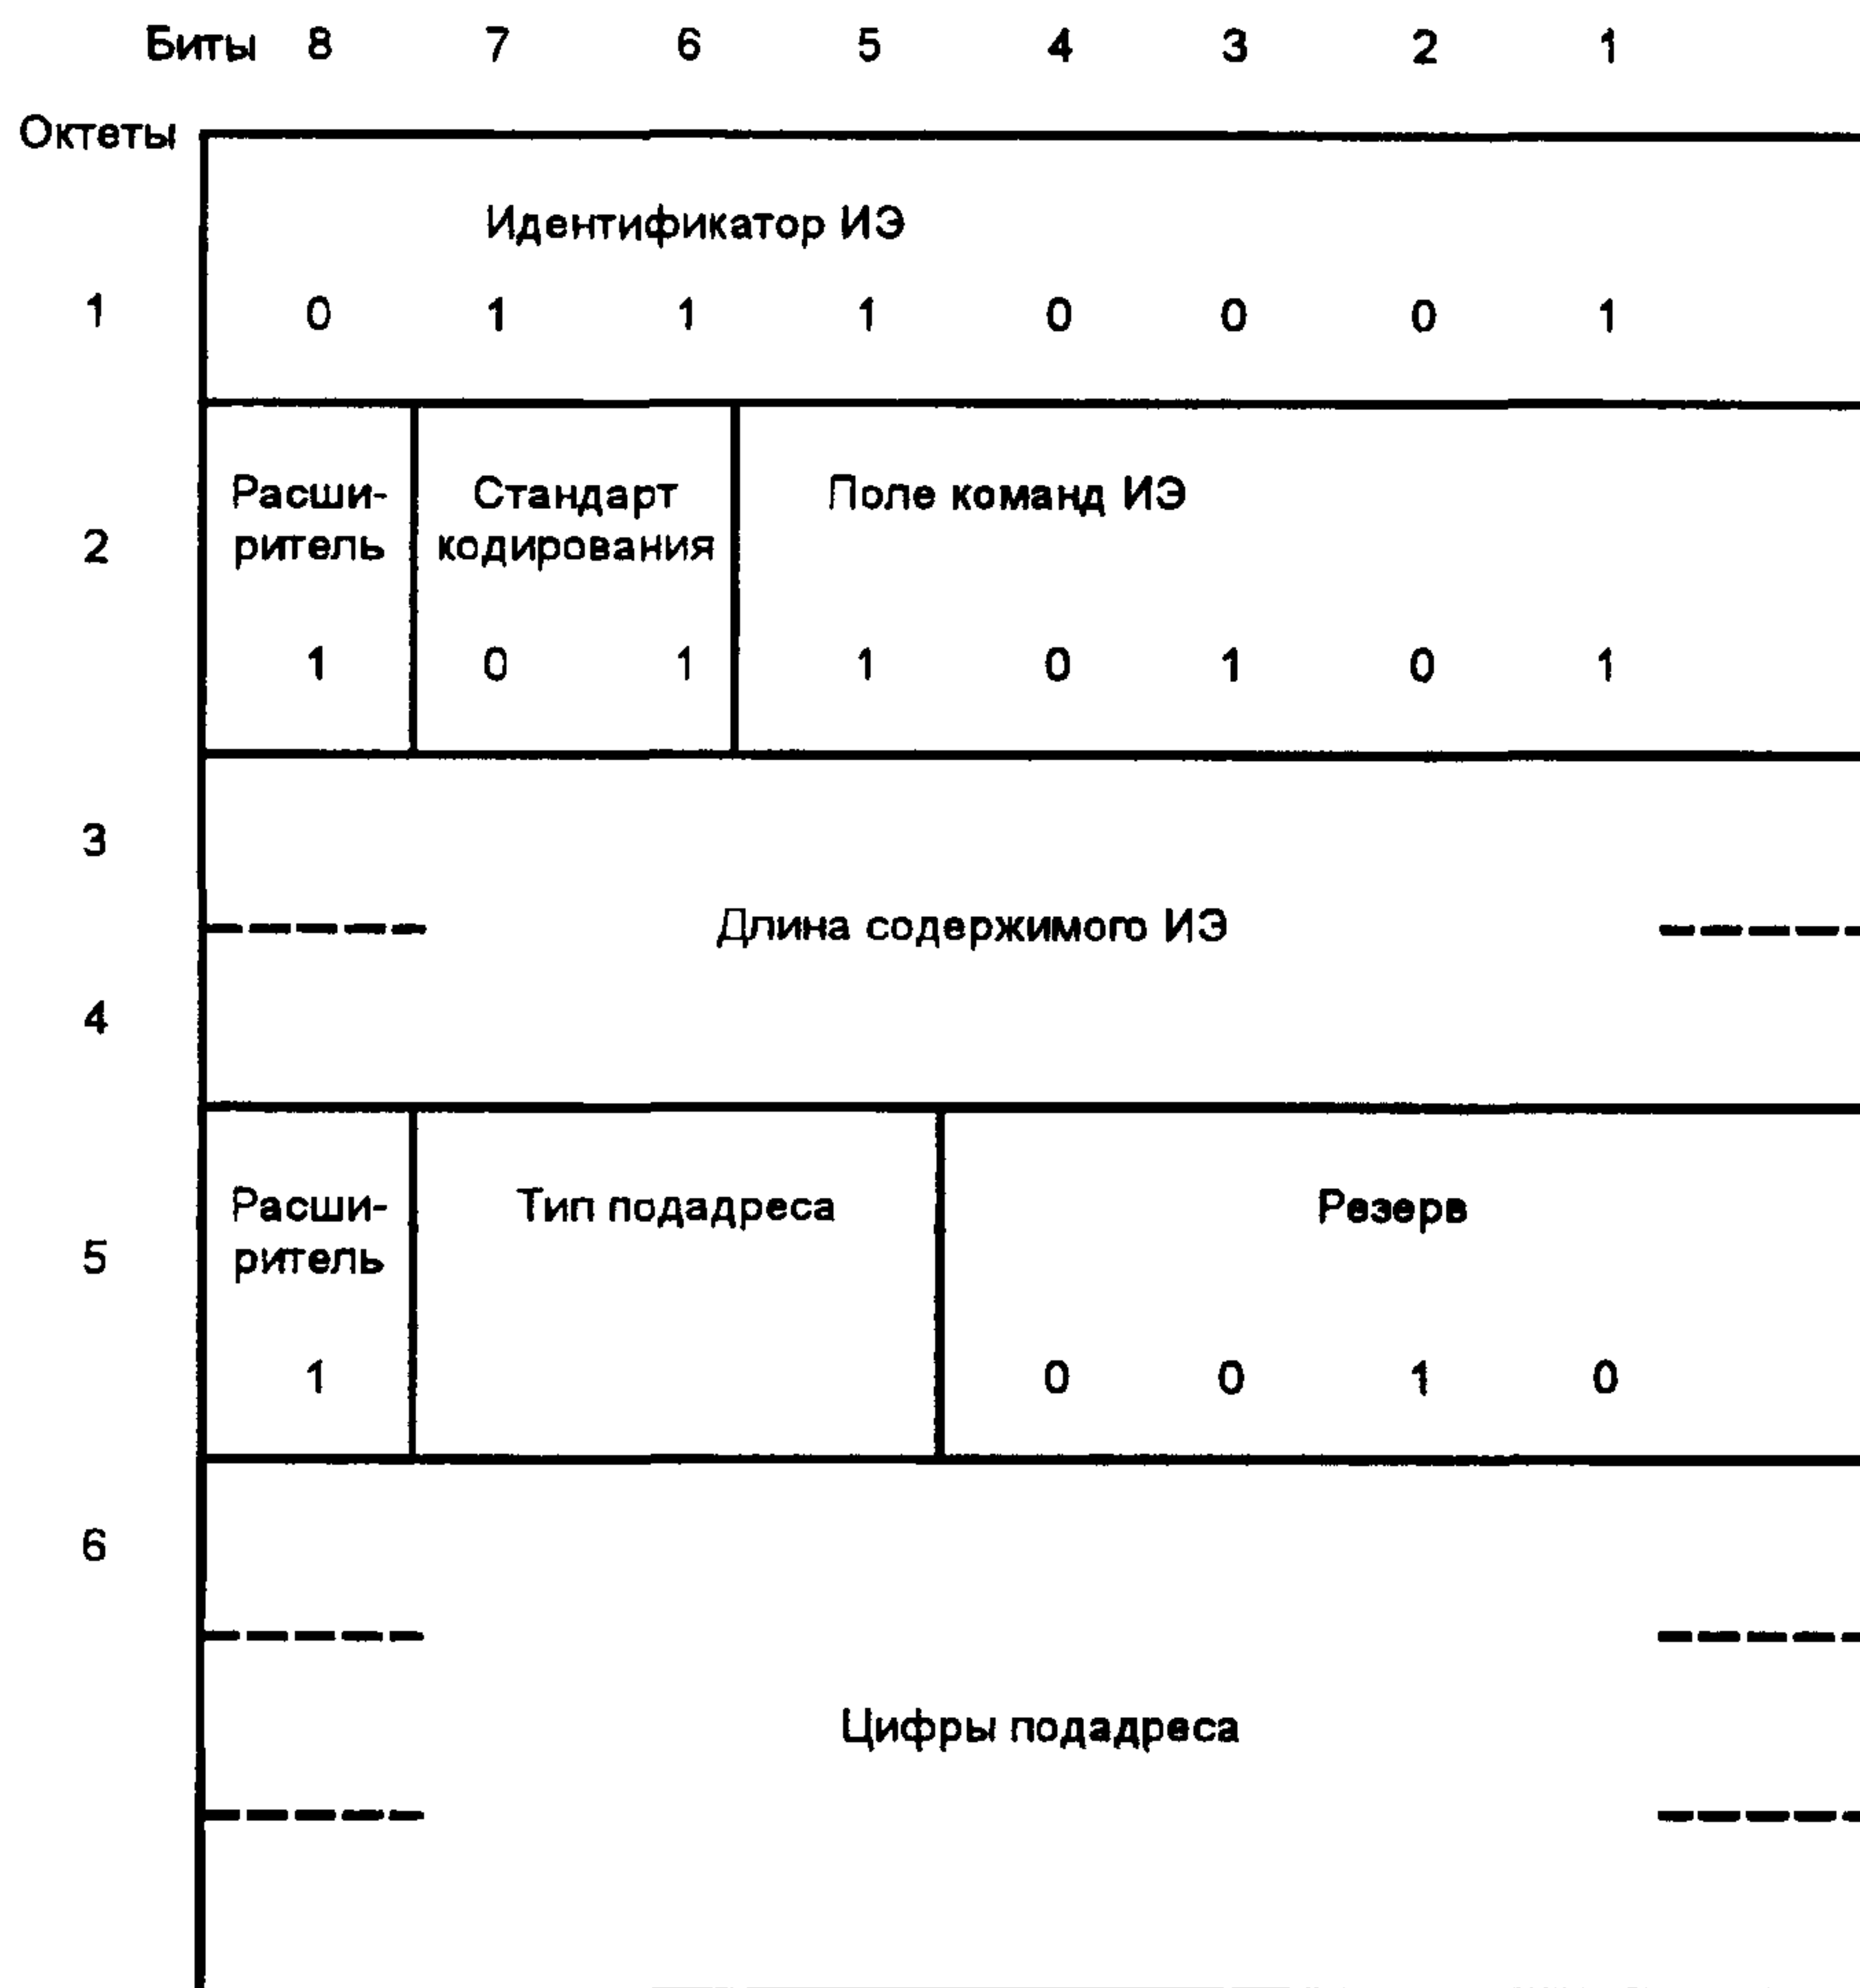 Биты 8 7 6 5 4 3 2 1
Октеты
Идентификатор ИЭ
1 0 1 1 1 0 0 0 1
Расши- Стандарт Поле команд ИЭ
2 ритель кодирования
1 0 1 1 0 1 0 1
3
Длина содержимого ИЭ
4
Расши- Тип подадреса Резерв
5 ритель
1 0 0 1 0
6
Цифры подадреса